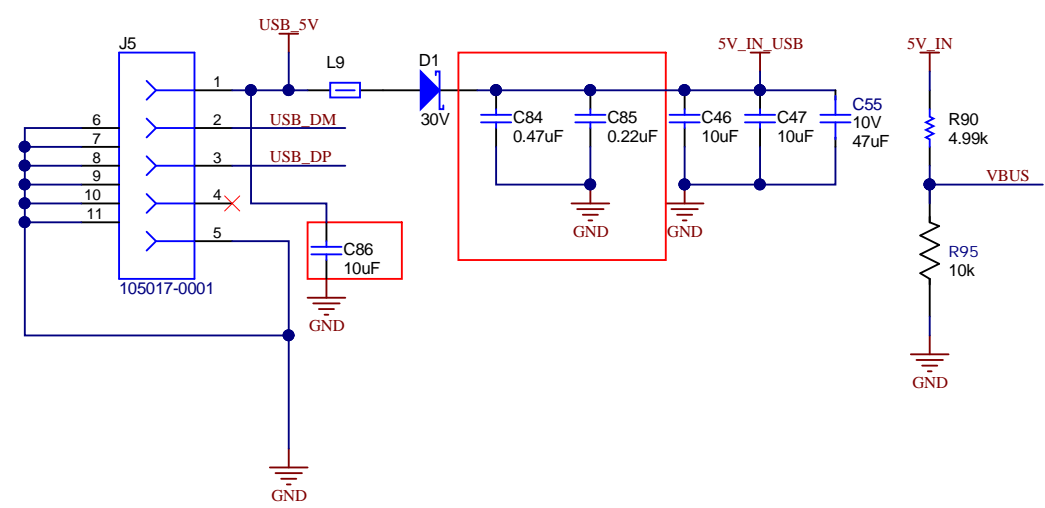 USB_5V
J5
L9
D1
5V_IN_USB
5V_IN
1
30V
C84
0.47uF
C85
0.22uF
C46
10uF
C47
10uF
C55
10V
47uF
R90
4.99k
6
2
USB_DM
7
8
3
USB_DP
9
10
4
11
5
VBUS
C86
10uF
GND
GND
R95
10k
105017-0001
GND
GND
GND